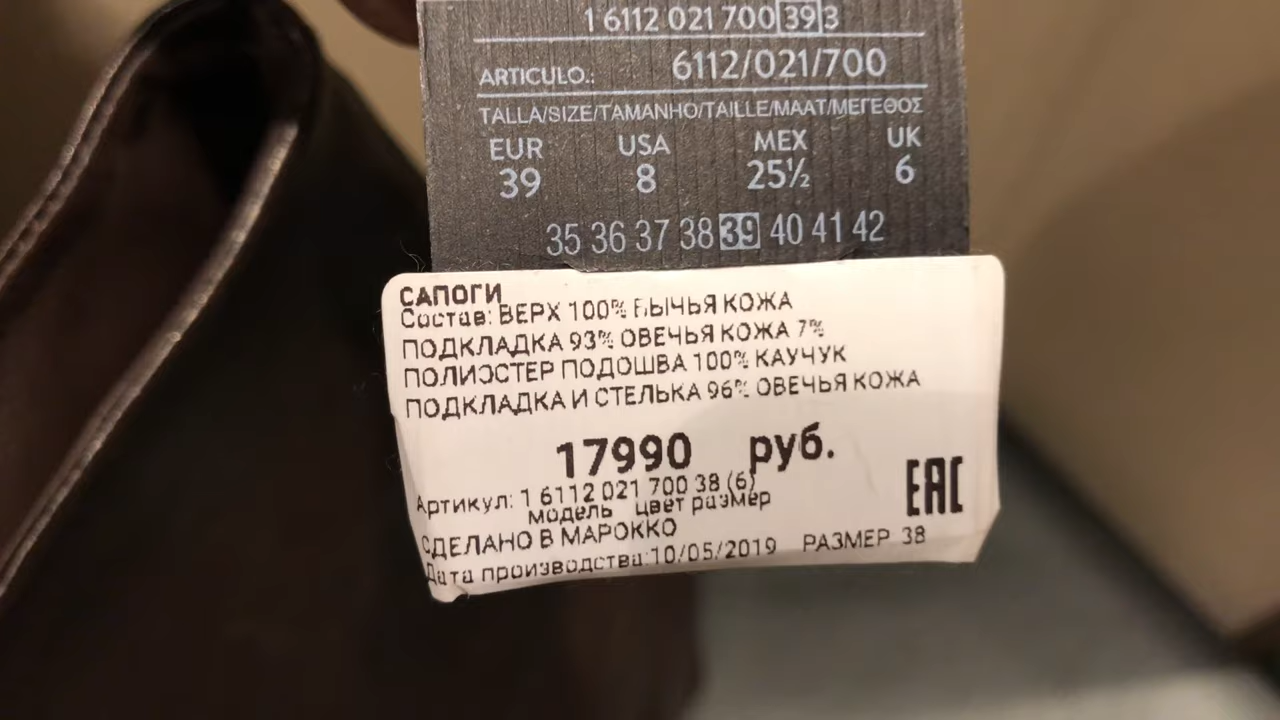 1 6112 021 700 39 3
ARTICULO.: 6112/021/700
TALLA/SIZE/TAMANHO/TAILLE/MAAT/ΜΕΓΕΘΟΣ
EUR USA MEX UK
39 8 25½ 6
35 36 37 38 39 40 41 42
САПОГИ
Состав: ВЕРХ 100% БЫЧЬЯ КОЖА
ПОДКЛАДКА 93% ОВЕЧЬЯ КОЖА 7%
ПОЛИЭСТЕР ПОДОШВА 100% КАУЧУК
ПОДКЛАДКА И СТЕЛЬКА 96% ОВЕЧЬЯ КОЖА
17990 руб.
Артикул: 1 6112 021 700 38 (6)
модель цвет размер
EAC
СДЕЛАНО В МАРОККО
Дата производства:10/05/2019 РАЗМЕР 38